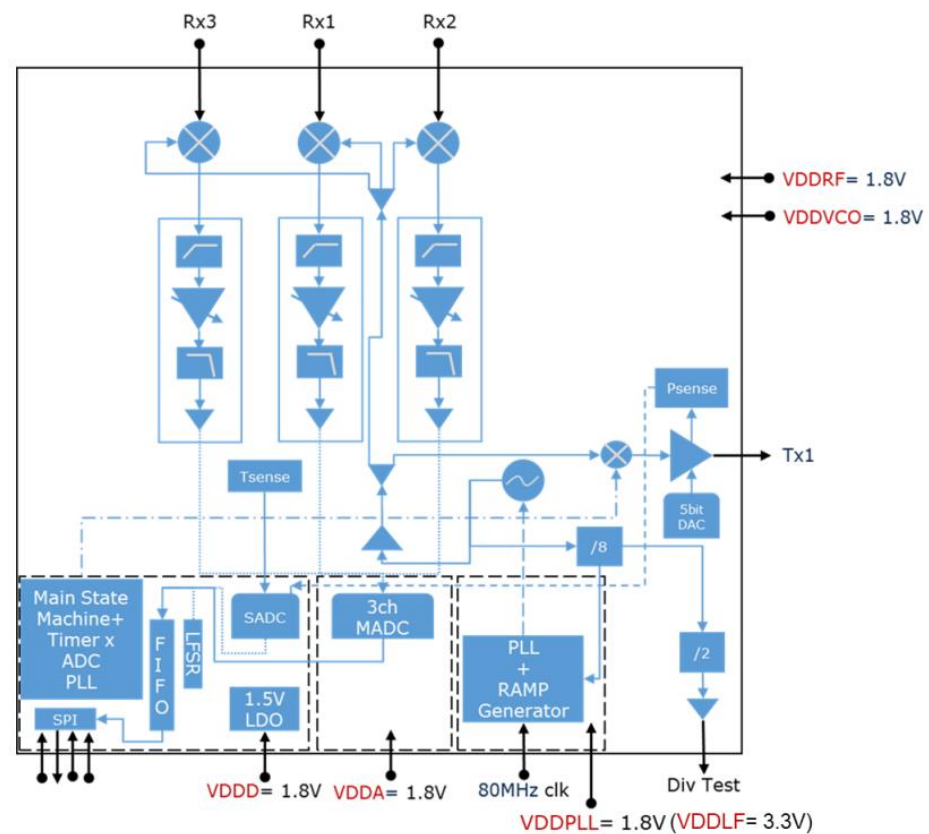 Rx3
Rx1
Rx2
VDDRF= 1.8V
VDDVCO= 1.8V
Psense
Tx1
Tsense
5bit
DAC
/8
Main State
Machine+
Timer x
ADC
PLL
FIFO
LFSR
SADC
3ch
MADC
PLL
+
RAMP
Generator
/2
1.5V
LDO
SPI
VDDD= 1.8V
VDDA= 1.8V
80MHz clk
Div Test
VDDPLL= 1.8V (VDDLF= 3.3V)